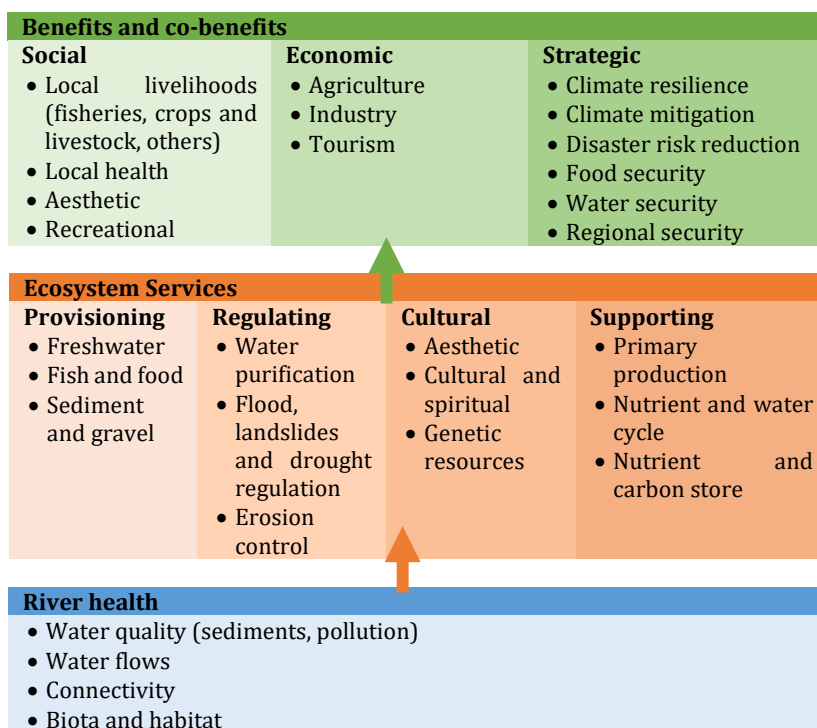 Benefits and co-benefits
Social
• Local livelihoods
(fisheries, crops and
livestock, others)
• Local health
• Aesthetic
• Recreational
Economic
• Agriculture
• Industry
• Tourism
Strategic
• Climate resilience
• Climate mitigation
• Disaster risk reduction
• Food security
• Water security
• Regional security
Ecosystem Services
Provisioning
• Freshwater
• Fish and food
• Sediment
and gravel
Regulating
• Water
purification
• Flood,
landslides
and drought
regulation
• Erosion
control
Cultural
• Aesthetic
• Cultural and
spiritual
• Genetic
resources
Supporting
• Primary
production
• Nutrient and water
cycle
• Nutrient and
carbon store
River health
• Water quality (sediments, pollution)
• Water flows
• Connectivity
• Biota and habitat